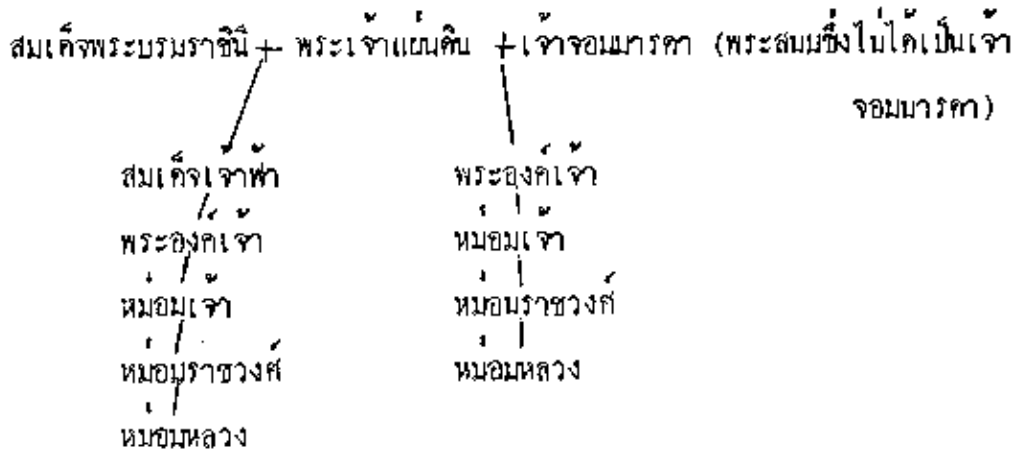 สมเด็จพระบรมราชินี + พระเจ้าแผ่นดิน + เจ้าจอมมารดา (พระสนมซึ่งไม่ได้เป็นเจ้า
จอมมารดา)
สมเด็จเจ้าฟ้า พระองค์เจ้า
พระองค์เจ้า หม่อมเจ้า
หม่อมเจ้า หม่อมราชวงศ์
หม่อมราชวงศ์ หม่อมหลวง
หม่อมหลวง